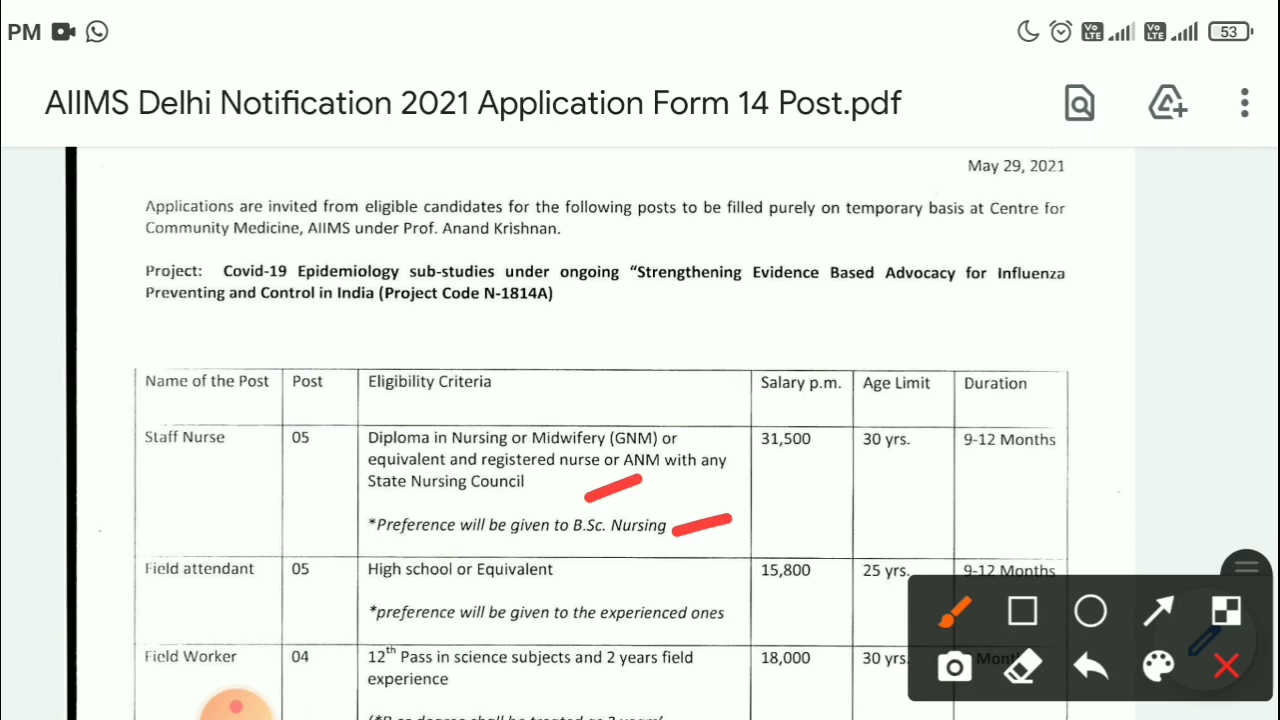 PM Vo LTE Vo LTE 53
AIIMS Delhi Notification 2021 Application Form 14 Post.pdf
May 29, 2021
Applications are invited from eligible candidates for the following posts to be filled purely on temporary basis at Centre for
Community Medicine, AIIMS under Prof. Anand Krishnan.
Project: Covid-19 Epidemiology sub-studies under ongoing “Strengthening Evidence Based Advocacy for Influenza
Preventing and Control in India (Project Code N-1814A)
Name of the Post Post Eligibility Criteria Salary p.m. Age Limit Duration
Staff Nurse 05 Diploma in Nursing or Midwifery (GNM) or 31,500 30 yrs. 9-12 Months
equivalent and registered nurse or ANM with any
State Nursing Council
*Preference will be given to B.Sc. Nursing
Field attendant 05 High school or Equivalent 15,800 25 yrs. 9-12 Months
*preference will be given to the experienced ones
Field Worker 04 12th Pass in science subjects and 2 years field 18,000 30 yrs.
experience